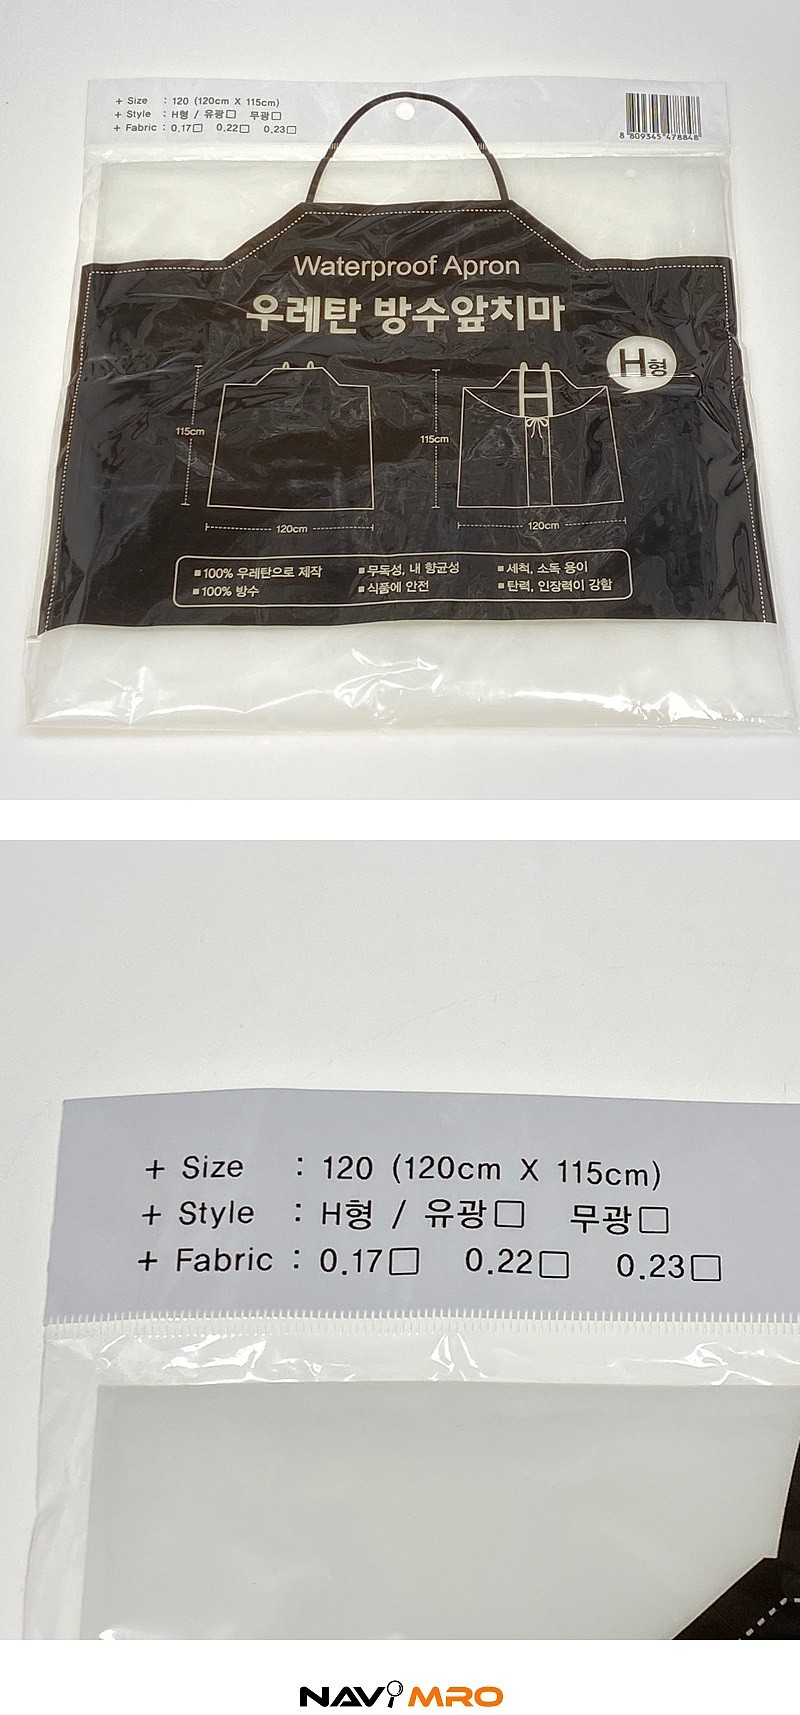 + Size : 120 (120cm X 115cm)
+ Style : H형 / 유광□ 무광□
+ Fabric : 0.17□ 0.22□ 0.23□
8 809345 478848
Waterproof Apron
우레탄 방수앞치마
H형
115cm
120cm
115cm
120cm
■100% 우레탄으로 제작 ■무독성, 내 향균성 ■세척, 소독 용이
■100% 방수 ■식품에 안전 ■탄력, 인장력이 강함
+ Size : 120 (120cm X 115cm)
+ Style : H형 / 유광□ 무광□
+ Fabric : 0.17□ 0.22□ 0.23□
NAVI MRO